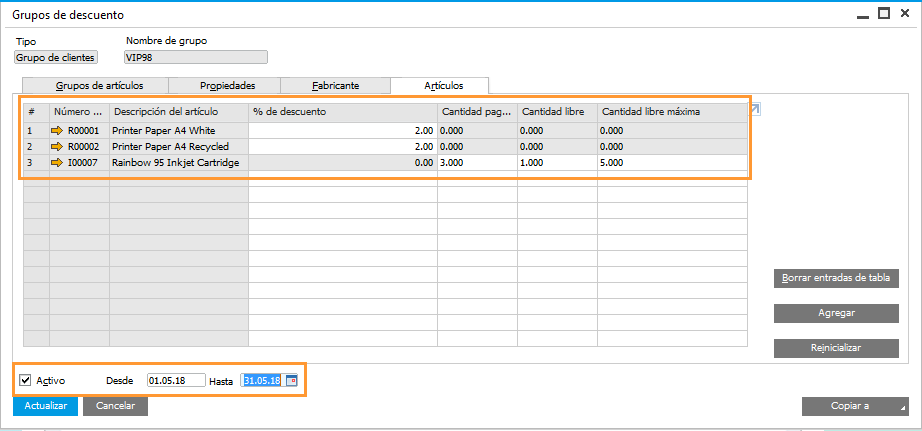 Grupos de descuento
Tipo Nombre de grupo
Grupo de clientes VIP98
Grupos de artículos Propiedades Fabricante Artículos
# Número ... Descripción del artículo % de descuento Cantidad pag... Cantidad libre Cantidad libre máxima
1 R00001 Printer Paper A4 White 2.00 0.000 0.000 0.000
2 R00002 Printer Paper A4 Recycled 2.00 0.000 0.000 0.000
3 I00007 Rainbow 95 Inkjet Cartridge 0.00 3.000 1.000 5.000
Borrar entradas de tabla
Agregar
Reinicializar
Activo Desde 01.05.18 Hasta 31.05.18
Actualizar Cancelar Copiar a